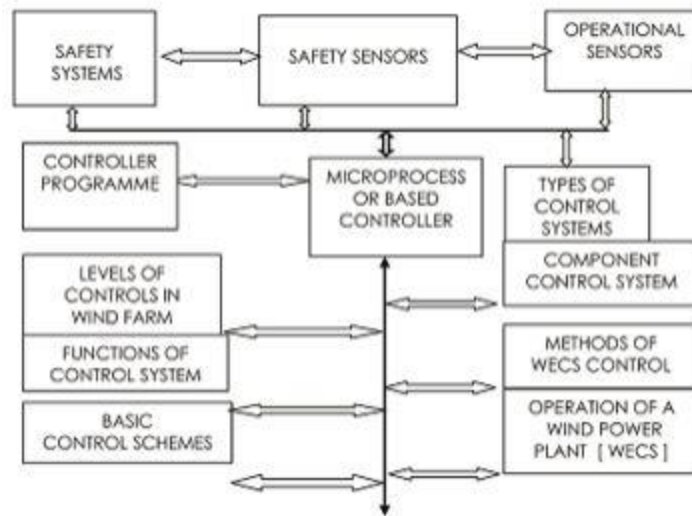 SAFETY
SYSTEMS
SAFETY SENSORS
OPERATIONAL
SENSORS
CONTROLLER
PROGRAMME
MICROPROCESS
OR BASED
CONTROLLER
TYPES OF
CONTROL
SYSTEMS
COMPONENT
CONTROL SYSTEM
LEVELS OF
CONTROLS IN
WIND FARM
FUNCTIONS OF
CONTROL SYSTEM
METHODS OF
WECS CONTROL
BASIC
CONTROL SCHEMES
OPERATION OF A
WIND POWER
PLANT [ WECS ]